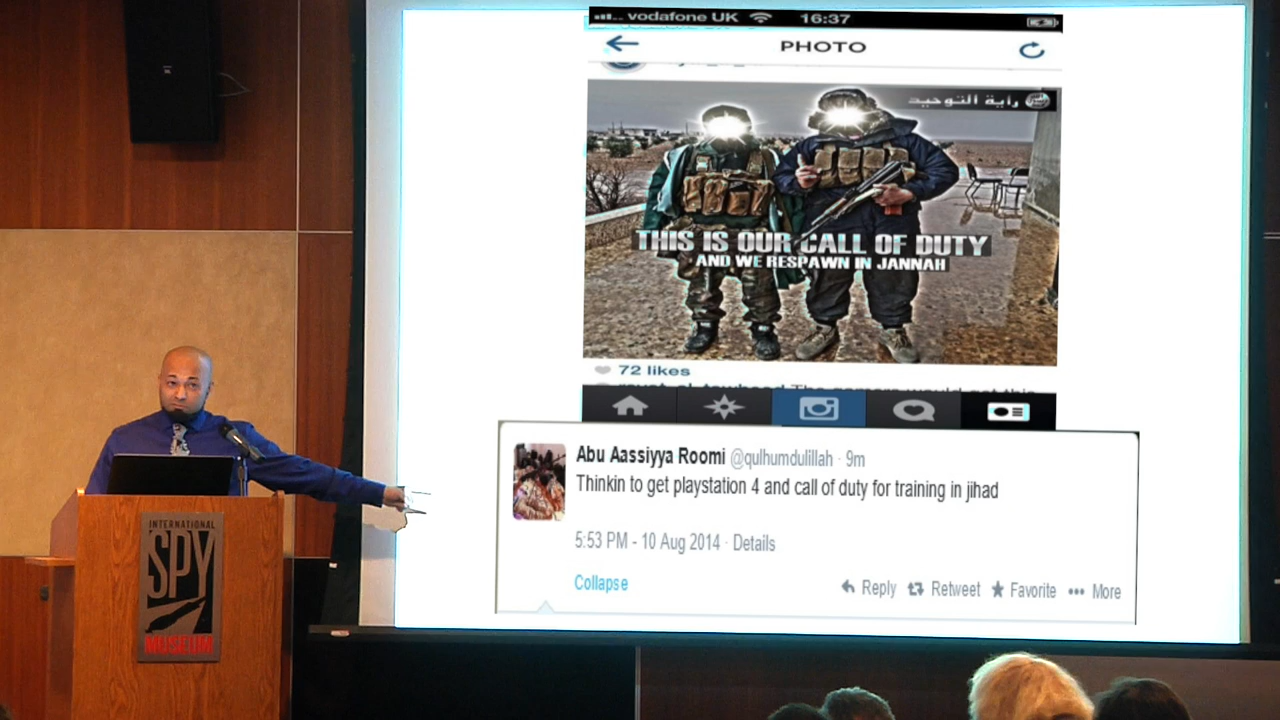 vodafone UK 16:37
PHOTO
راية التوحيد
THIS IS OUR CALL OF DUTY
AND WE RESPAWN IN JANNAH
72 likes
Abu Aassiyya Roomi @qulhumdulillah · 9m
Thinkin to get playstation 4 and call of duty for training in jihad
5:53 PM - 10 Aug 2014 · Details
Collapse
Reply Retweet Favorite More
INTERNATIONAL
SPY
MUSEUM